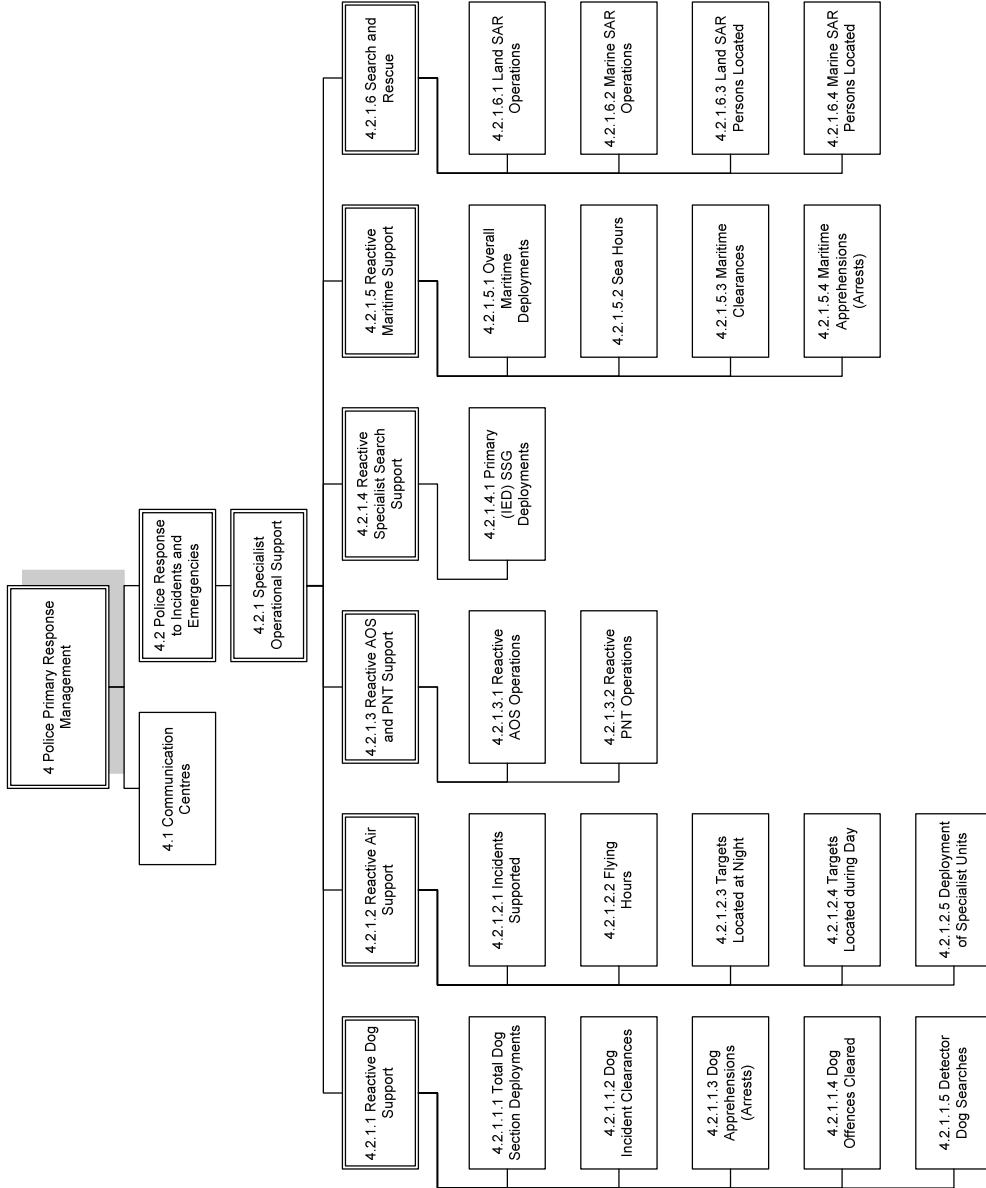 4 Police Primary Response
Management
4.1 Communication
Centres
4.2 Police Response
to Incidents and
Emergencies
4.2.1 Specialist
Operational Support
4.2.1.1 Reactive Dog
Support
4.2.1.1.1 Total Dog
Section Deployments
4.2.1.1.2 Dog
Incident Clearances
4.2.1.1.3 Dog
Apprehensions
(Arrests)
4.2.1.1.4 Dog
Offences Cleared
4.2.1.1.5 Detector
Dog Searches
4.2.1.2 Reactive Air
Support
4.2.1.2.1 Incidents
Supported
4.2.1.2.2 Flying
Hours
4.2.1.2.3 Targets
Located at Night
4.2.1.2.4 Targets
Located during Day
4.2.1.2.5 Deployment
of Specialist Units
4.2.1.3 Reactive AOS
and PNT Support
4.2.1.3.1 Reactive
AOS Operations
4.2.1.3.2 Reactive
PNT Operations
4.2.1.4 Reactive
Specialist Search
Support
4.2.1.4.1 Primary
(IED) SSG
Deployments
4.2.1.5 Reactive
Maritime Support
4.2.1.5.1 Overall
Maritime
Deployments
4.2.1.5.2 Sea Hours
4.2.1.5.3 Maritime
Clearances
4.2.1.5.4 Maritime
Apprehensions
(Arrests)
4.2.1.6 Search and
Rescue
4.2.1.6.1 Land SAR
Operations
4.2.1.6.2 Marine SAR
Operations
4.2.1.6.3 Land SAR
Persons Located
4.2.1.6.4 Marine SAR
Persons Located